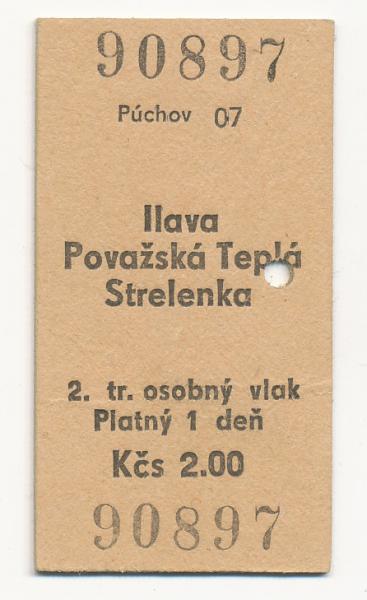 90897
Púchov 07
Ilava
Považská Teplá
Strelenka
2. tr. osobný vlak
Platný 1 deň
Kčs 2.00
90897